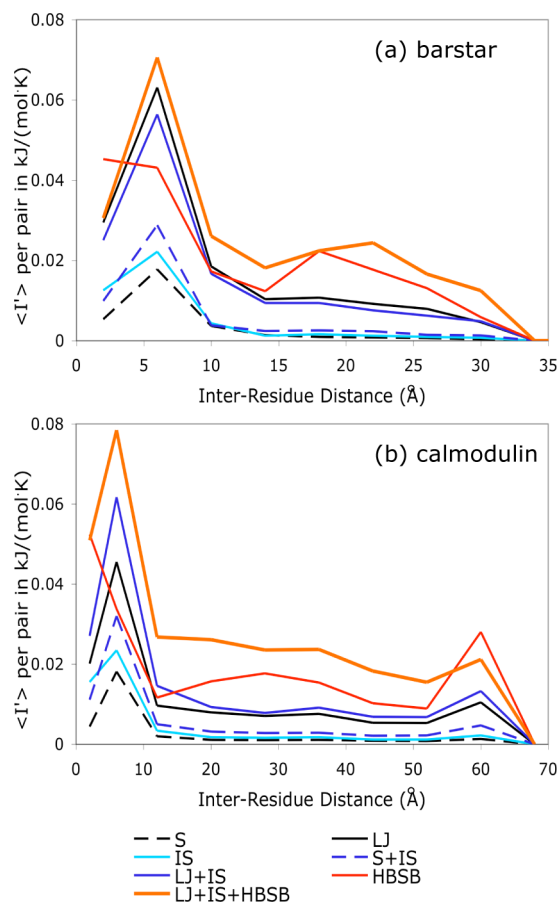 (a) barstar
<I'> per pair in kJ/(mol·K)
0.08
0.06
0.04
0.02
0
0 5 10 15 20 25 30 35
Inter-Residue Distance (Å)
(b) calmodulin
<I'> per pair in kJ/(mol·K)
0.08
0.06
0.04
0.02
0
0 10 20 30 40 50 60 70
Inter-Residue Distance (Å)
S LJ
IS S+IS
LJ+IS HBSB
LJ+IS+HBSB